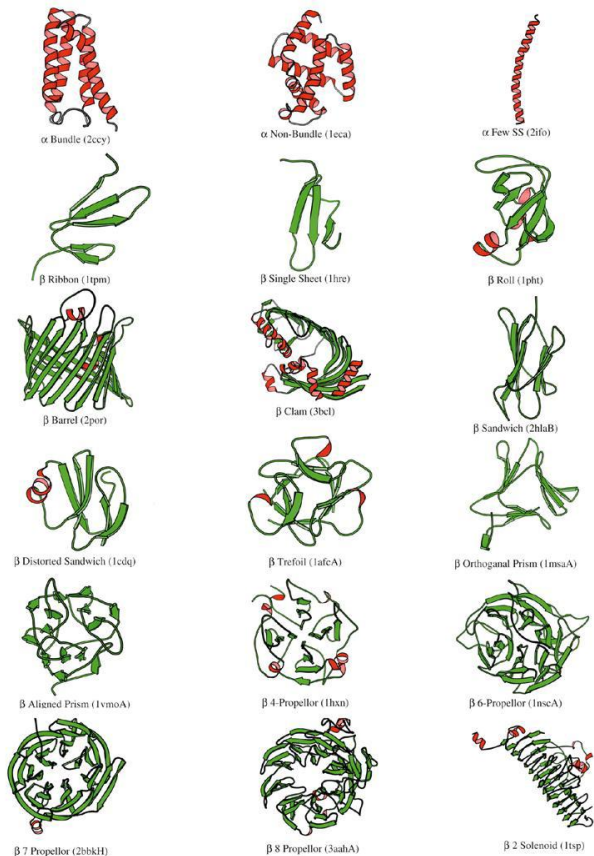 α Bundle (2ccy)
α Non-Bundle (1eca)
α Few SS (2ifo)
β Ribbon (1tpm)
β Single Sheet (1hre)
β Roll (1pht)
β Barrel (2por)
β Clam (3bcl)
β Sandwich (2hlaB)
β Distorted Sandwich (1cdq)
β Trefoil (1afcA)
β Orthoganal Prism (1msaA)
β Aligned Prism (1vmoA)
β 4-Propellor (1hxn)
β 6-Propellor (1nscA)
β 7 Propellor (2bbkH)
β 8 Propellor (3aahA)
β 2 Solenoid (1tsp)